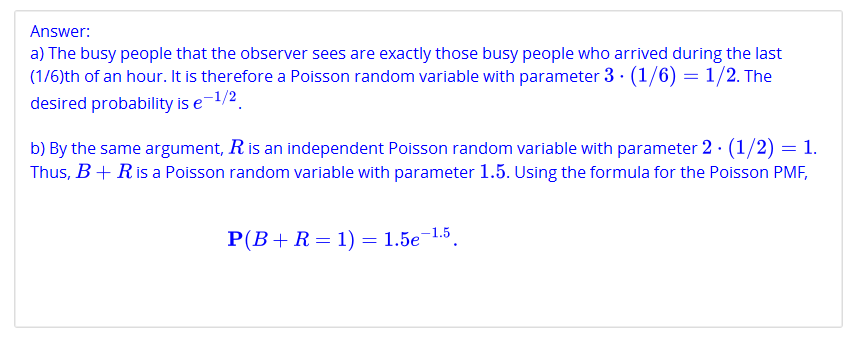 Answer:
a) The busy people that the observer sees are exactly those busy people who arrived during the last
(1/6)th of an hour. It is therefore a Poisson random variable with parameter 3 · (1/6) = 1/2. The
desired probability is e^{−1/2}.
b) By the same argument, R is an independent Poisson random variable with parameter 2 · (1/2) = 1.
Thus, B + R is a Poisson random variable with parameter 1.5. Using the formula for the Poisson PMF,
P(B + R = 1) = 1.5e^{−1.5}.